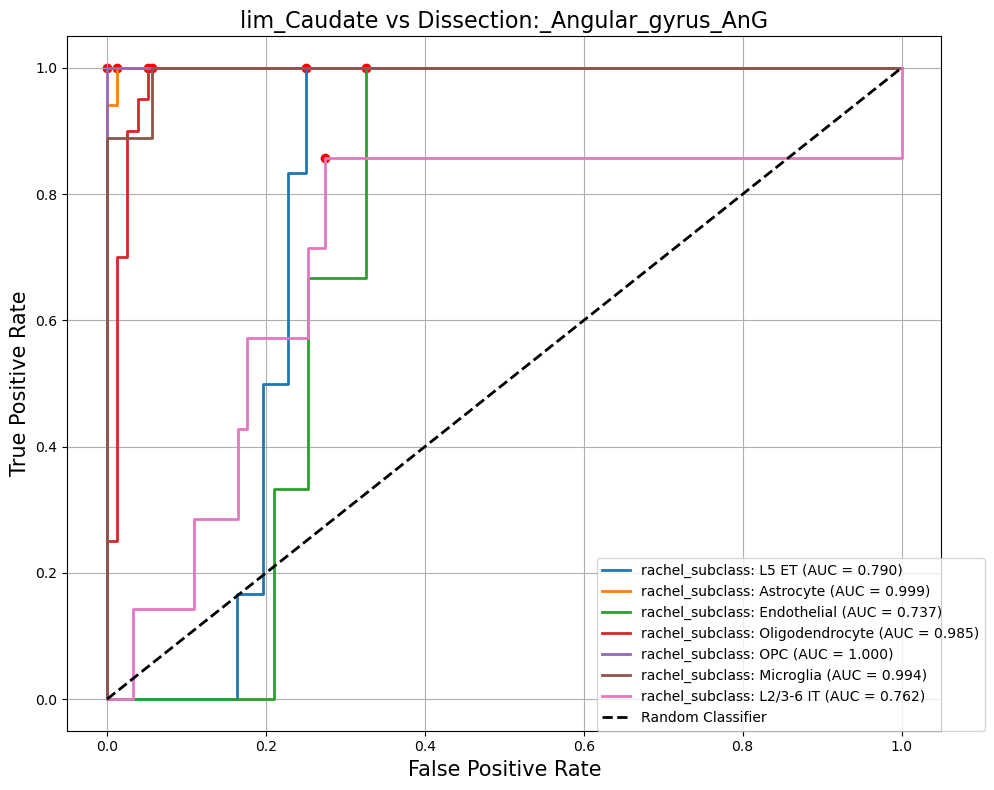 lim_Caudate vs Dissection:_Angular_gyrus_AnG
True Positive Rate
1.0
0.8
0.6
0.4
0.2
0.0
0.0 0.2 0.4 0.6 0.8 1.0
False Positive Rate
rachel_subclass: L5 ET (AUC = 0.790)
rachel_subclass: Astrocyte (AUC = 0.999)
rachel_subclass: Endothelial (AUC = 0.737)
rachel_subclass: Oligodendrocyte (AUC = 0.985)
rachel_subclass: OPC (AUC = 1.000)
rachel_subclass: Microglia (AUC = 0.994)
rachel_subclass: L2/3-6 IT (AUC = 0.762)
Random Classifier